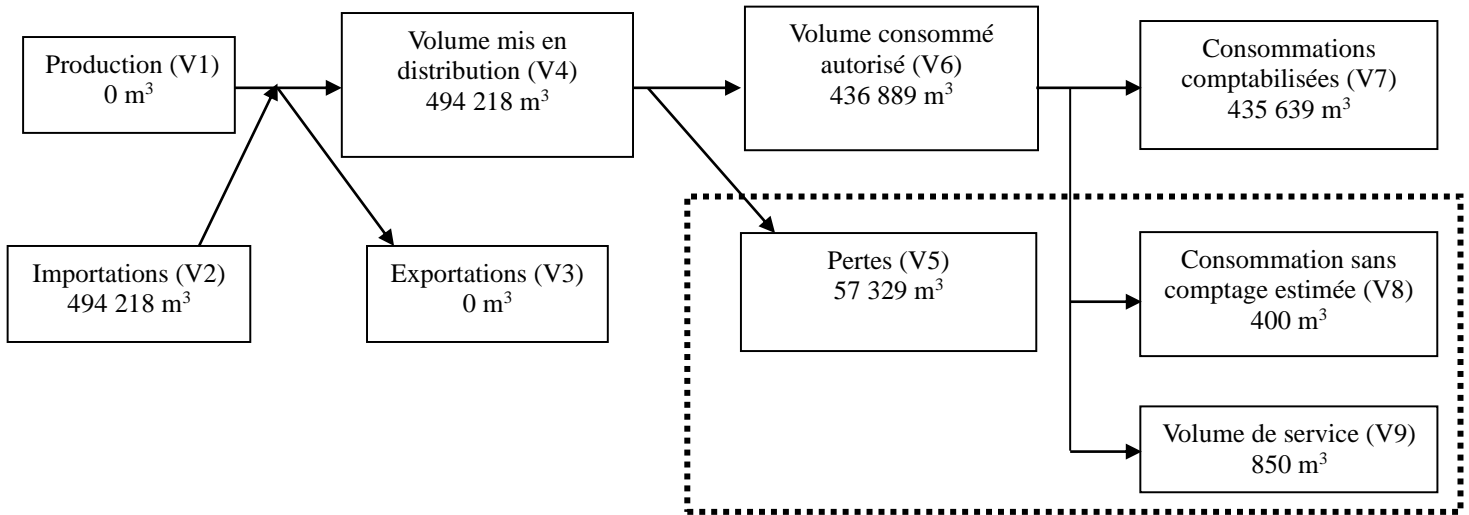 Production (V1)
0 m³
Volume mis en
distribution (V4)
494 218 m³
Volume consommé
autorisé (V6)
436 889 m³
Consommations
comptabilisées (V7)
435 639 m³
Importations (V2)
494 218 m³
Exportations (V3)
0 m³
Pertes (V5)
57 329 m³
Consommation sans
comptage estimée (V8)
400 m³
Volume de service (V9)
850 m³